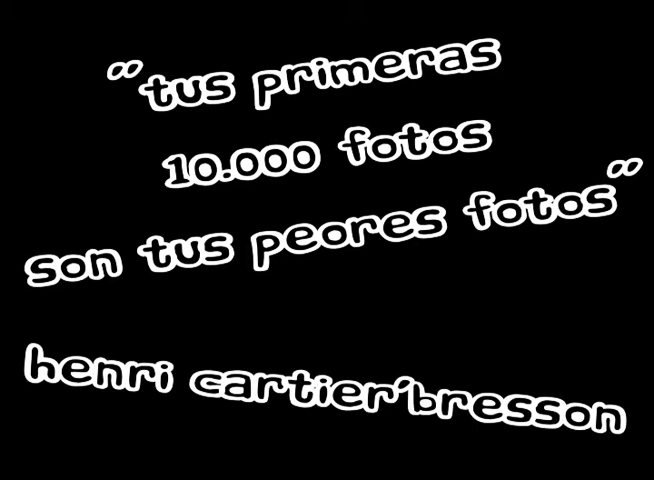 "tus primeras
10.000 fotos
son tus peores fotos"
henri cartier'bresson